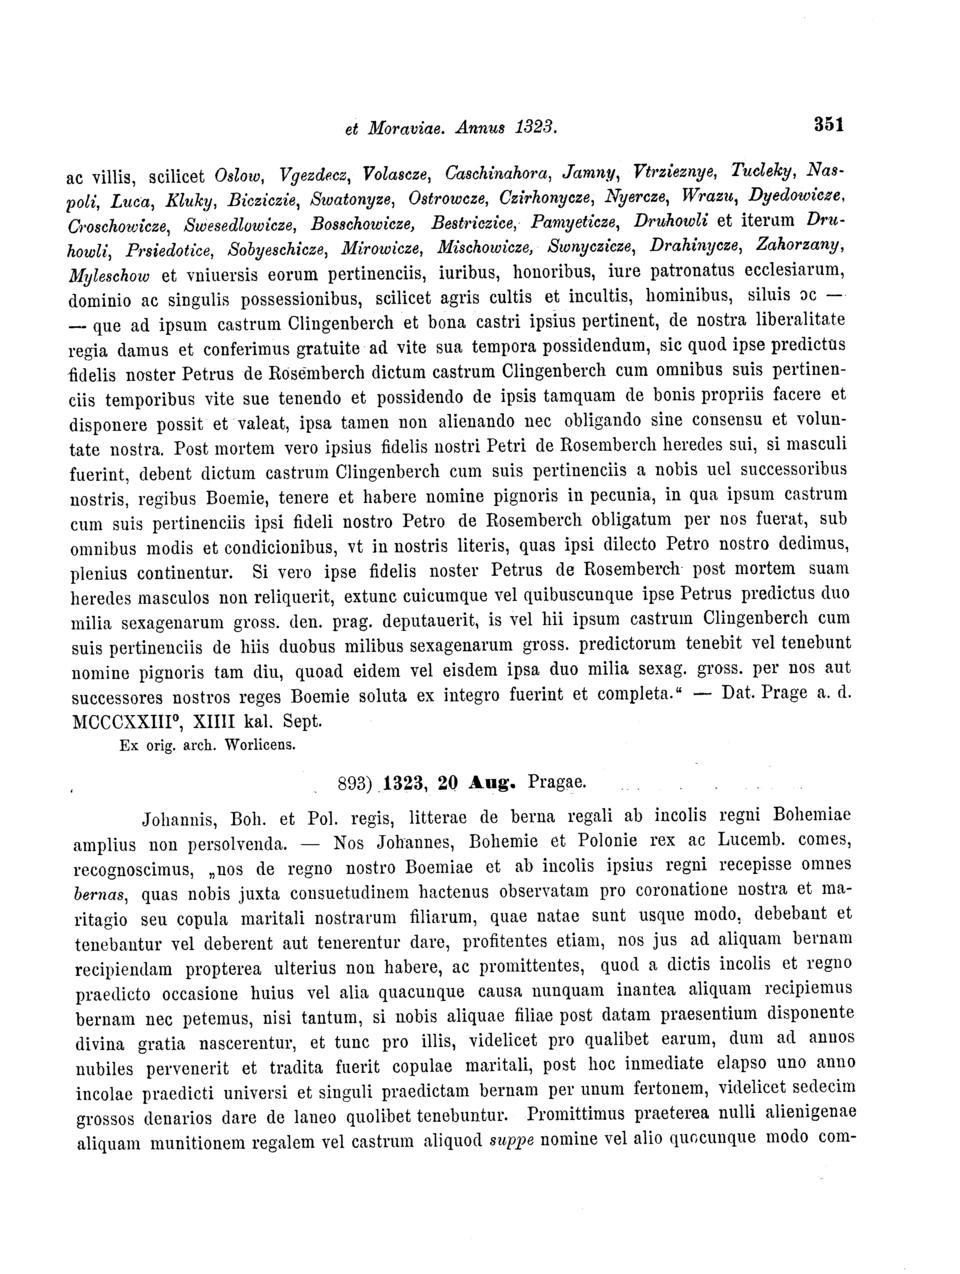 et Moraviae. Annus 1323. 351
ac villis, scilicet Oslow, Vgezdecz, Volascze, Caschinahora, Jamny, Vtrzieznye, Tucleky, Nas-
poli, Luca, Kluky, Bicziczie, Swatonyze, Ostrowcze, Czirhonycze, Nyercze, Wrazu, Dyedowicze,
Croschowicze, Swesedlowicze, Bosschowicze, Bestriczice, Pamyeticze, Druhowli et iterum Dru-
howli, Prsiedotice, Sobyeschicze, Mirowicze, Mischowicze, Swnyczicze, Drahinycze, Zahorzany,
Myleschow et vniuersis eorum pertinenciis, iuribus, honoribus, iure patronatus ecclesiarum,
dominio ac singulis possessionibus, scilicet agris cultis et incultis, hominibus, siluis ɔc —
— que ad ipsum castrum Clingenberch et bona castri ipsius pertinent, de nostra liberalitate
regia damus et conferimus gratuite ad vite sua tempora possidendum, sic quod ipse predictus
fidelis noster Petrus de Rosemberch dictum castrum Clingenberch cum omnibus suis pertinen-
ciis temporibus vite sue tenendo et possidendo de ipsis tamquam de bonis propriis facere et
disponere possit et valeat, ipsa tamen non alienando nec obligando sine consensu et volun-
tate nostra. Post mortem vero ipsius fidelis nostri Petri de Rosemberch heredes sui, si masculi
fuerint, debent dictum castrum Clingenberch cum suis pertinenciis a nobis uel successoribus
nostris, regibus Boemie, tenere et habere nomine pignoris in pecunia, in qua ipsum castrum
cum suis pertinenciis ipsi fideli nostro Petro de Rosemberch obligatum per nos fuerat, sub
omnibus modis et condicionibus, vt in nostris literis, quas ipsi dilecto Petro nostro dedimus,
plenius continentur. Si vero ipse fidelis noster Petrus de Rosemberch post mortem suam
heredes masculos non reliquerit, extunc cuicumque vel quibuscunque ipse Petrus predictus duo
milia sexagenarum gross. den. prag. deputauerit, is vel hii ipsum castrum Clingenberch cum
suis pertinenciis de hiis duobus milibus sexagenarum gross. predictorum tenebit vel tenebunt
nomine pignoris tam diu, quoad eidem vel eisdem ipsa duo milia sexag. gross. per nos aut
successores nostros reges Boemie soluta ex integro fuerint et completa.“ — Dat. Prage a. d.
MCCCXXIII⁰, XIIII kal. Sept.
Ex orig. arch. Worlicens.
893) 1323, 20 Aug. Pragae.
Johannis, Boh. et Pol. regis, litterae de berna regali ab incolis regni Bohemiae
amplius non persolvenda. — Nos Johannes, Bohemie et Polonie rex ac Lucemb. comes,
recognoscimus, „nos de regno nostro Boemiae et ab incolis ipsius regni recepisse omnes
bernas, quas nobis juxta consuetudinem hactenus observatam pro coronatione nostra et ma-
ritagio seu copula maritali nostrarum filiarum, quae natae sunt usque modo, debebant et
tenebantur vel deberent aut tenerentur dare, profitentes etiam, nos jus ad aliquam bernam
recipiendam propterea ulterius non habere, ac promittentes, quod a dictis incolis et regno
praedicto occasione huius vel alia quacunque causa nunquam inantea aliquam recipiemus
bernam nec petemus, nisi tantum, si nobis aliquae filiae post datam praesentium disponente
divina gratia nascerentur, et tunc pro illis, videlicet pro qualibet earum, dum ad annos
nubiles pervenerit et tradita fuerit copulae maritali, post hoc inmediate elapso uno anno
incolae praedicti universi et singuli praedictam bernam per unum fertonem, videlicet sedecim
grossos denarios dare de laneo quolibet tenebuntur. Promittimus praeterea nulli alienigenae
aliquam munitionem regalem vel castrum aliquod suppe nomine vel alio quocunque modo com-